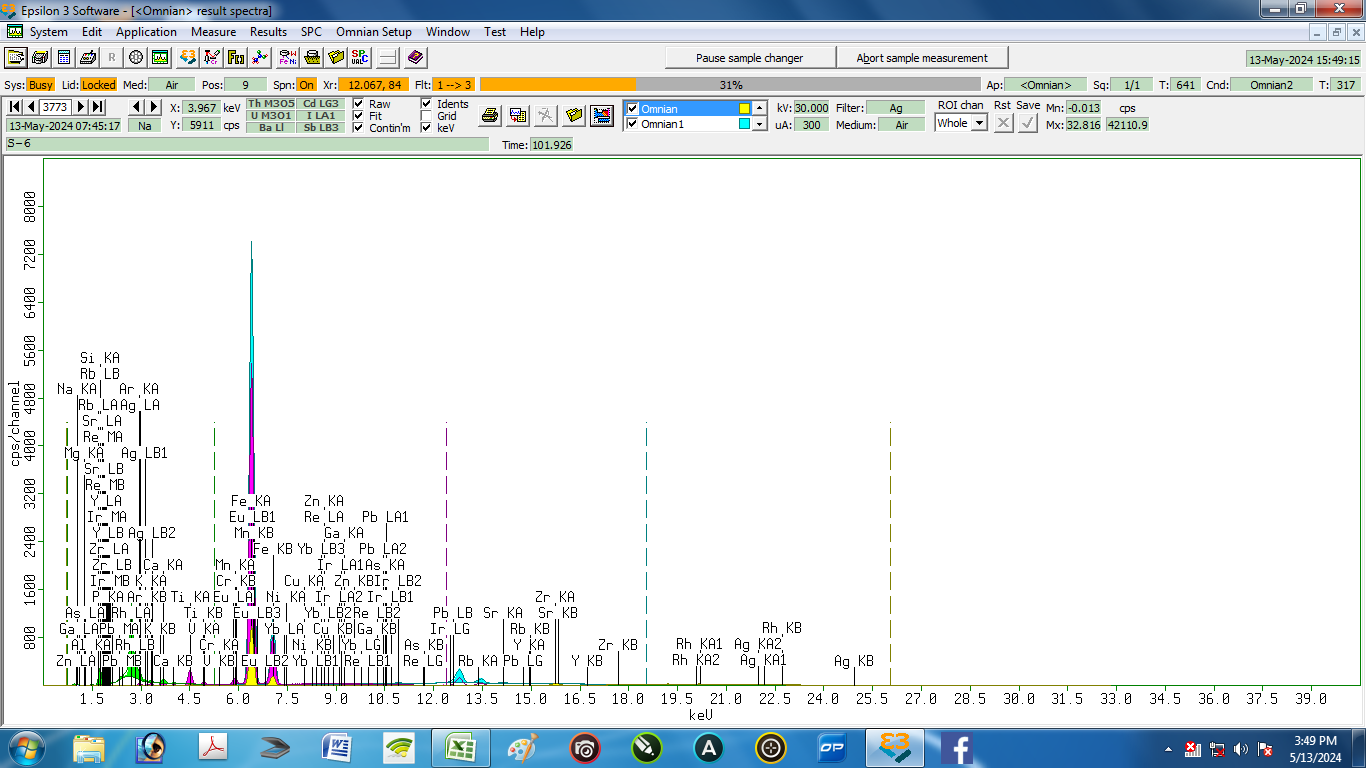 Epsilon 3 Software - [<Omnian> result spectra]
System Edit Application Measure Results SPC Omnian Setup Window Test Help
Pause sample changer Abort sample measurement 13-May-2024 15:49:15
Sys: Busy Lid: Locked Med: Air Pos: 9 Spn: On Xr: 12.067, 84 Flt: 1 --> 3 31% Ap: <Omnian> Sq: 1/1 T: 641 Cnd: Omnian2 T: 317
3773 X: 3.967 keV Th M3O5 Cd LG3 Raw Idents Omnian kV: 30.000 Filter: Ag ROI chan Rst Save Mn: -0.013 cps
13-May-2024 07:45:17 Na Y: 5911 cps U M3O1 I LA1 Fit Grid Omnian1 uA: 300 Medium: Air Whole Mx: 32.816 42110.9
Ba Ll Sb LB3 Contin'm keV
S-6 Time: 101.926
cps/channel
8000
7200
6400
5600
4800
4000
3200
2400
1600
800
Si KA
Rb LB
Na KA Ar KA
Rb LA Ag LA
Sr LA
Re MA
Mg KA Ag LB1
Sr LB
Re MB
Y LA Fe KA Zn KA
Ir MA Eu LB1 Re LA Pb LA1
Y LB Ag LB2 Mn KB Ga KA
Zr LA Fe KB Yb LB3 Pb LA2
Zr LB Ca KA Mn KA Ir LA1 As KA
Ir MB K KA Cr KB Cu KA Zn KB Ir LB2
P KA Ar KB Ti KA Eu LA Ni KA Ir LA2 Ir LB1 Zr KA
As LA Rh LA Ti KB Eu LB3 Yb LB2 Re LB2 Pb LB Sr KA Sr KB
Ga LA Pb MA K KB V KA Yb LA Cu KB Ga KB Ir LG Rb KB Rh KB
Al KA Rh LB Cr KA Ni KB Yb LG As KB Y KA Zr KB Rh KA1 Ag KA2
Zn LA Pb MB Ca KB V KB Eu LB2 Yb LB1 Re LB1 Re LG Rb KA Pb LG Y KB Rh KA2 Ag KA1 Ag KB
1.5 3.0 4.5 6.0 7.5 9.0 10.5 12.0 13.5 15.0 16.5 18.0 19.5 21.0 22.5 24.0 25.5 27.0 28.5 30.0 31.5 33.0 34.5 36.0 37.5 39.0
keV
3:49 PM
5/13/2024